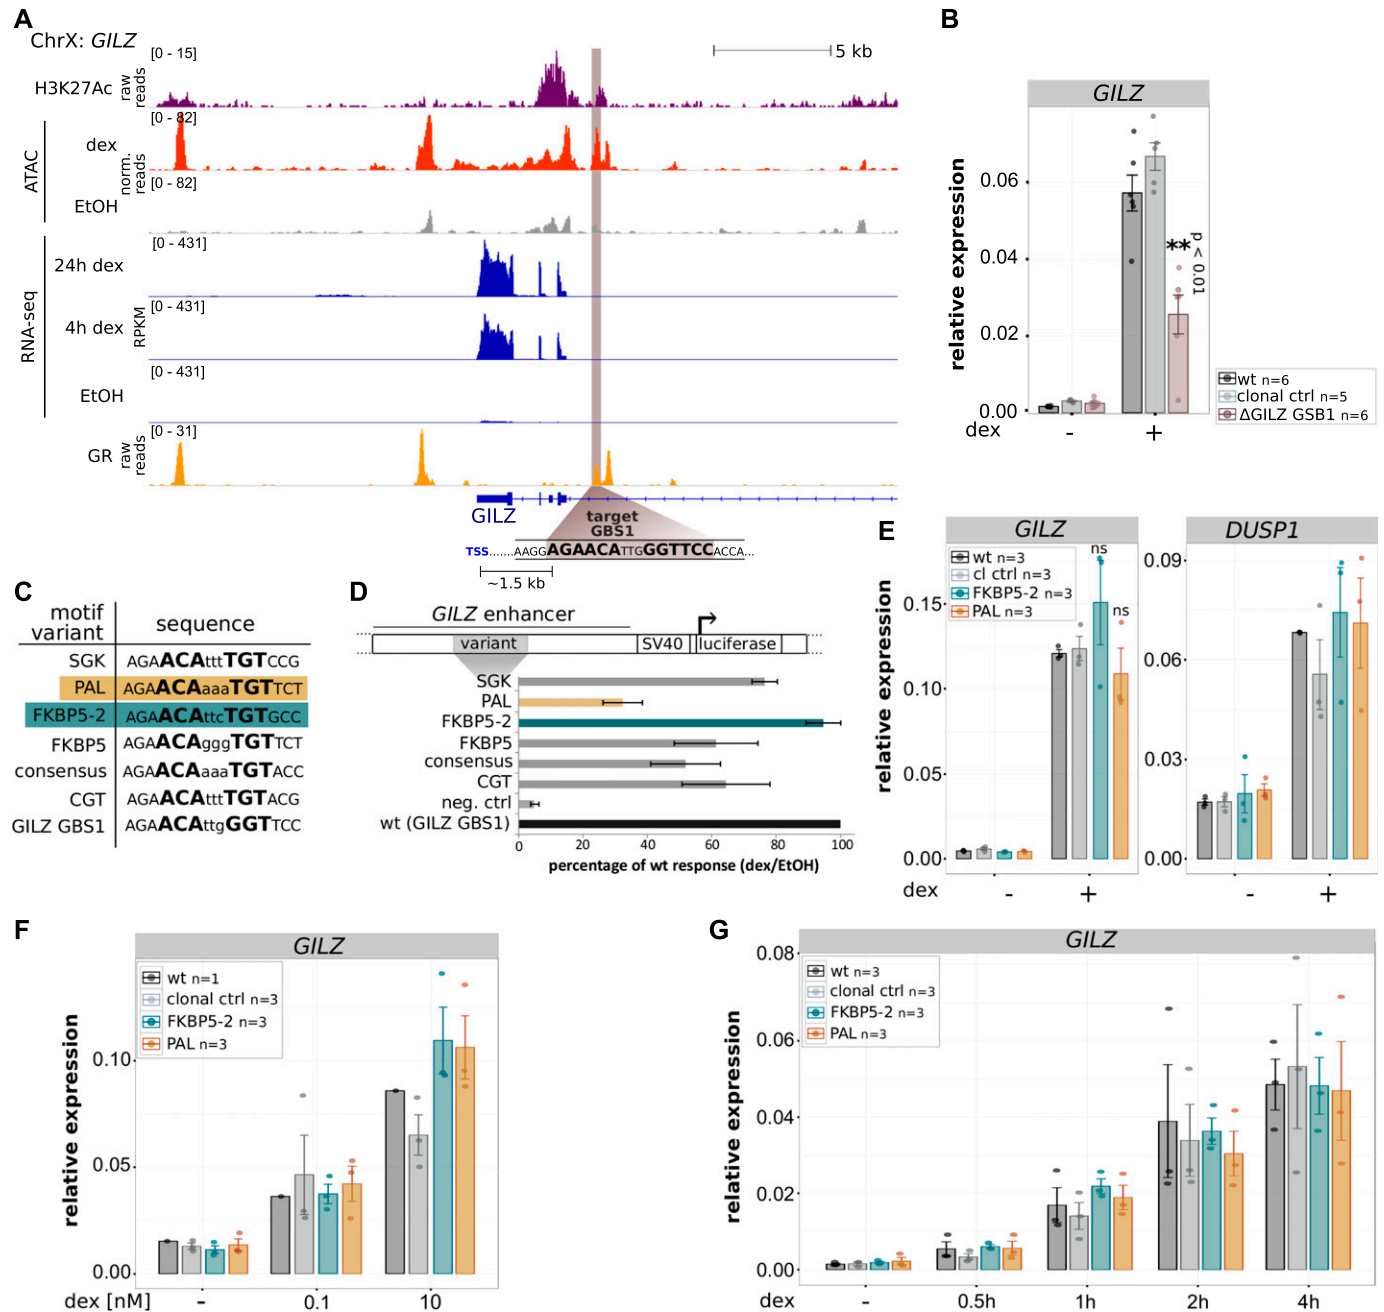 A
ChrX: GILZ
[0 - 15]
5 kb
H3K27Ac
raw reads
[0 - 82]
dex
ATAC
norm. reads
[0 - 82]
EtOH
[0 - 431]
24h dex
[0 - 431]
RNA-seq
4h dex
RPKM
[0 - 431]
EtOH
[0 - 31]
GR
raw reads
GILZ
target
GBS1
TSS.......AAGGAGAACATTGGGTTCCACCA...
~1.5 kb
B
GILZ
relative expression
0.06
0.04
0.02
0.00
**
p < 0.01
dex
-
+
wt n=6
clonal ctrl n=5
ΔGILZ GSB1 n=6
C
motif variant
sequence
SGK AGAACAtttTGTCCG
PAL AGAACAaaaTGTTCT
FKBP5-2 AGAACAttcTGTGCC
FKBP5 AGAACAgggTGTTCT
consensus AGAACAaaaTGTACC
CGT AGAACAtttTGTACG
GILZ GBS1 AGAACAttgGGTTCC
D
GILZ enhancer
variant
SV40
luciferase
SGK
PAL
FKBP5-2
FKBP5
consensus
CGT
neg. ctrl
wt (GILZ GBS1)
0 20 40 60 80 100
percentage of wt response (dex/EtOH)
E
GILZ
wt n=3
cl ctrl n=3
FKBP5-2 n=3
PAL n=3
ns
ns
relative expression
0.15
0.10
0.05
0.00
dex
-
+
DUSP1
0.09
0.06
0.03
0.00
-
+
F
GILZ
wt n=1
clonal ctrl n=3
FKBP5-2 n=3
PAL n=3
relative expression
0.10
0.05
0.00
dex [nM]
-
0.1
10
G
GILZ
wt n=3
clonal ctrl n=3
FKBP5-2 n=3
PAL n=3
relative expression
0.08
0.06
0.04
0.02
0.00
dex
-
0.5h
1h
2h
4h